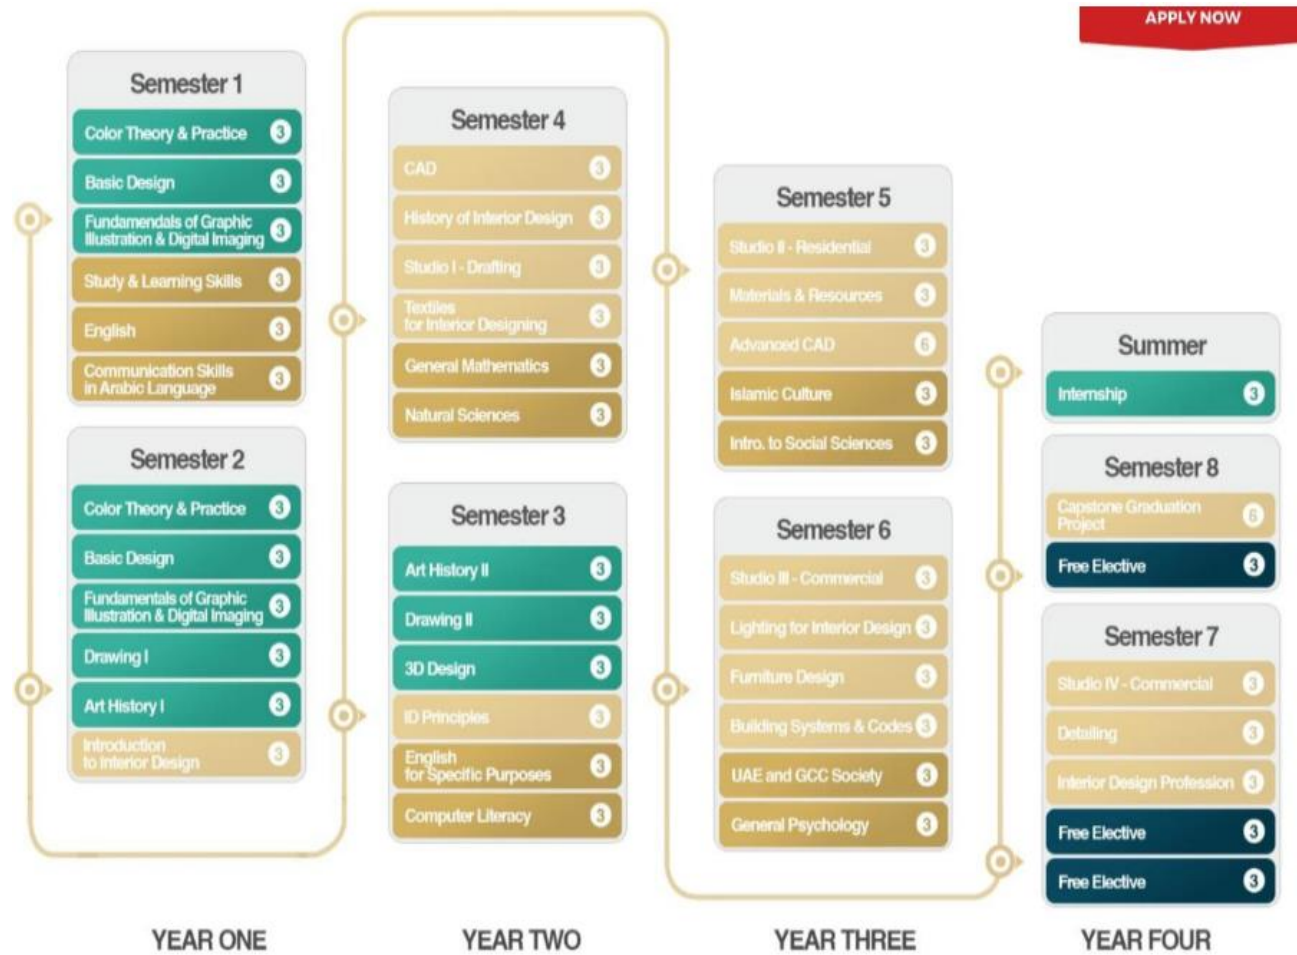 APPLY NOW
Semester 1
Color Theory & Practice 3
Basic Design 3
Fundamendals of Graphic
Illustration & Digital Imaging 3
Study & Learning Skills 3
English 3
Communication Skills
in Arabic Language 3
Semester 2
Color Theory & Practice 3
Basic Design 3
Fundamentals of Graphic
Illustration & Digital Imaging 3
Drawing I 3
Art History I 3
Introduction
to Interior Design 3
YEAR ONE
Semester 4
CAD 3
History of Interior Design 3
Studio I - Drafting 3
Textiles
for Interior Designing 3
General Mathematics 3
Natural Sciences 3
Semester 3
Art History II 3
Drawing II 3
3D Design 3
ID Principles 3
English
for Specific Purposes 3
Computer Literacy 3
YEAR TWO
Semester 5
Studio II - Residential 3
Materials & Resources 3
Advanced CAD 6
Islamic Culture 3
Intro. to Social Sciences 3
Semester 6
Studio III - Commercial 3
Lighting for Interior Design 3
Furniture Design 3
Building Systems & Codes 3
UAE and GCC Society 3
General Psychology 3
YEAR THREE
Summer
Internship 3
Semester 8
Capstone Graduation
Project 6
Free Elective 3
Semester 7
Studio IV - Commercial 3
Detailing 3
Interior Design Profession 3
Free Elective 3
Free Elective 3
YEAR FOUR